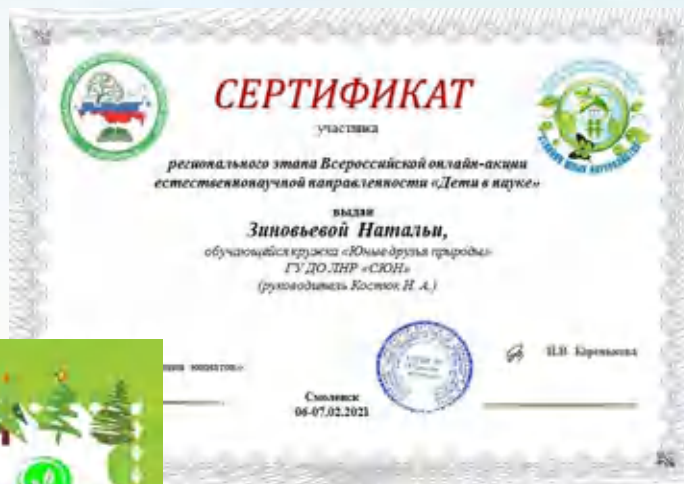 СЕРТИФИКАТ
участника
регионального этапа Всероссийской онлайн-акции
естественнонаучной направленности «Дети в науке»
выдан
Зиновьевой Натальи,
обучающейся кружка «Юные друзья природы»
ГУ ДО ЛНР «СЮН»
(руководитель Костюк Н. А.)
Смоленск
06-07.02.2021